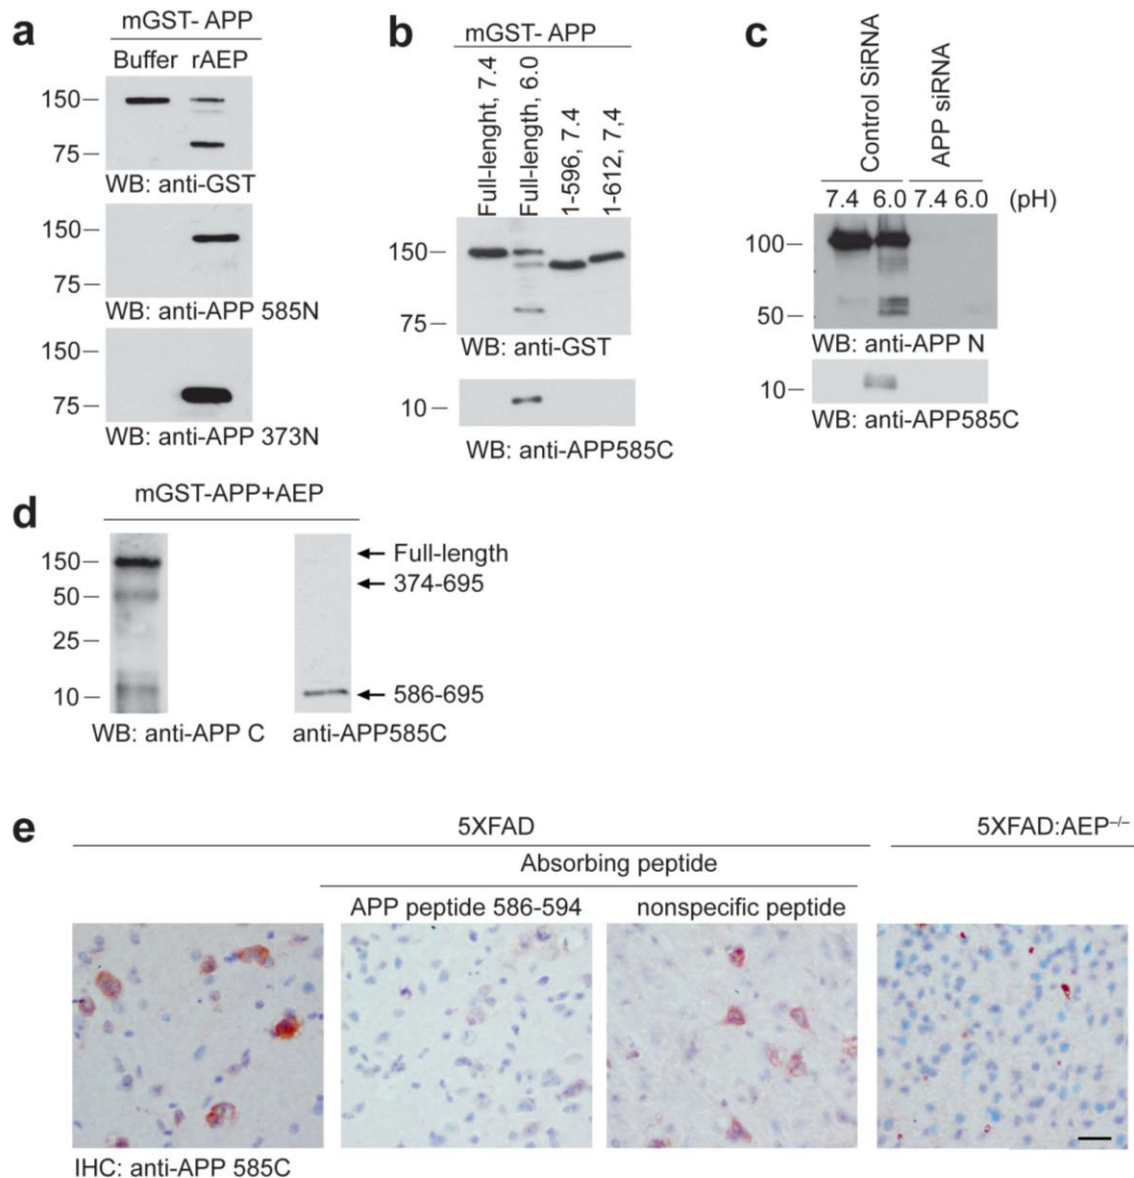 a
mGST- APP
Buffer rAEP
150
75
WB: anti-GST
150
75
WB: anti-APP 585N
150
75
WB: anti-APP 373N
b
mGST- APP
Full-lenght, 7.4
Full-length, 6.0
1-596, 7.4
1-612, 7,4
150
75
WB: anti-GST
10
WB: anti-APP585C
c
Control SiRNA
APP siRNA
7.4 6.0 7.4 6.0 (pH)
100
50
WB: anti-APP N
10
WB: anti-APP585C
d
mGST-APP+AEP
150
50
25
10
Full-length
374-695
586-695
WB: anti-APP C anti-APP585C
e
5XFAD 5XFAD:AEP–/–
Absorbing peptide
APP peptide 586-594 nonspecific peptide
IHC: anti-APP 585C